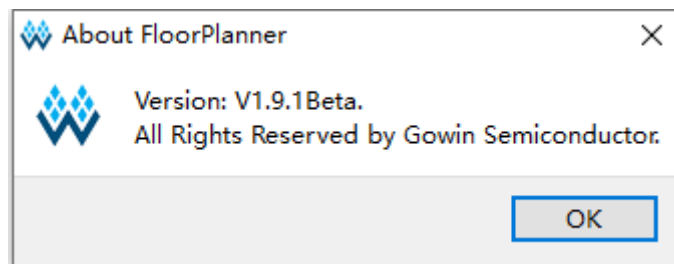 About FloorPlanner
Version: V1.9.1Beta.
All Rights Reserved by Gowin Semiconductor.
OK